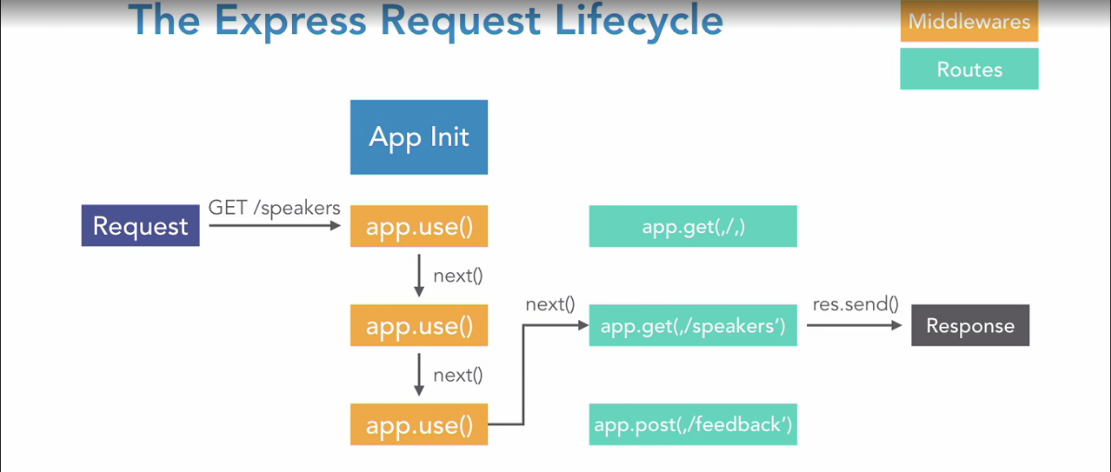 The Express Request Lifecycle
Middlewares
Routes
App Init
Request
GET /speakers
app.use()
app.get(‚/‚)
next()
next()
app.use()
app.get(‚/speakers‘)
res.send()
Response
next()
app.use()
app.post(‚/feedback‘)